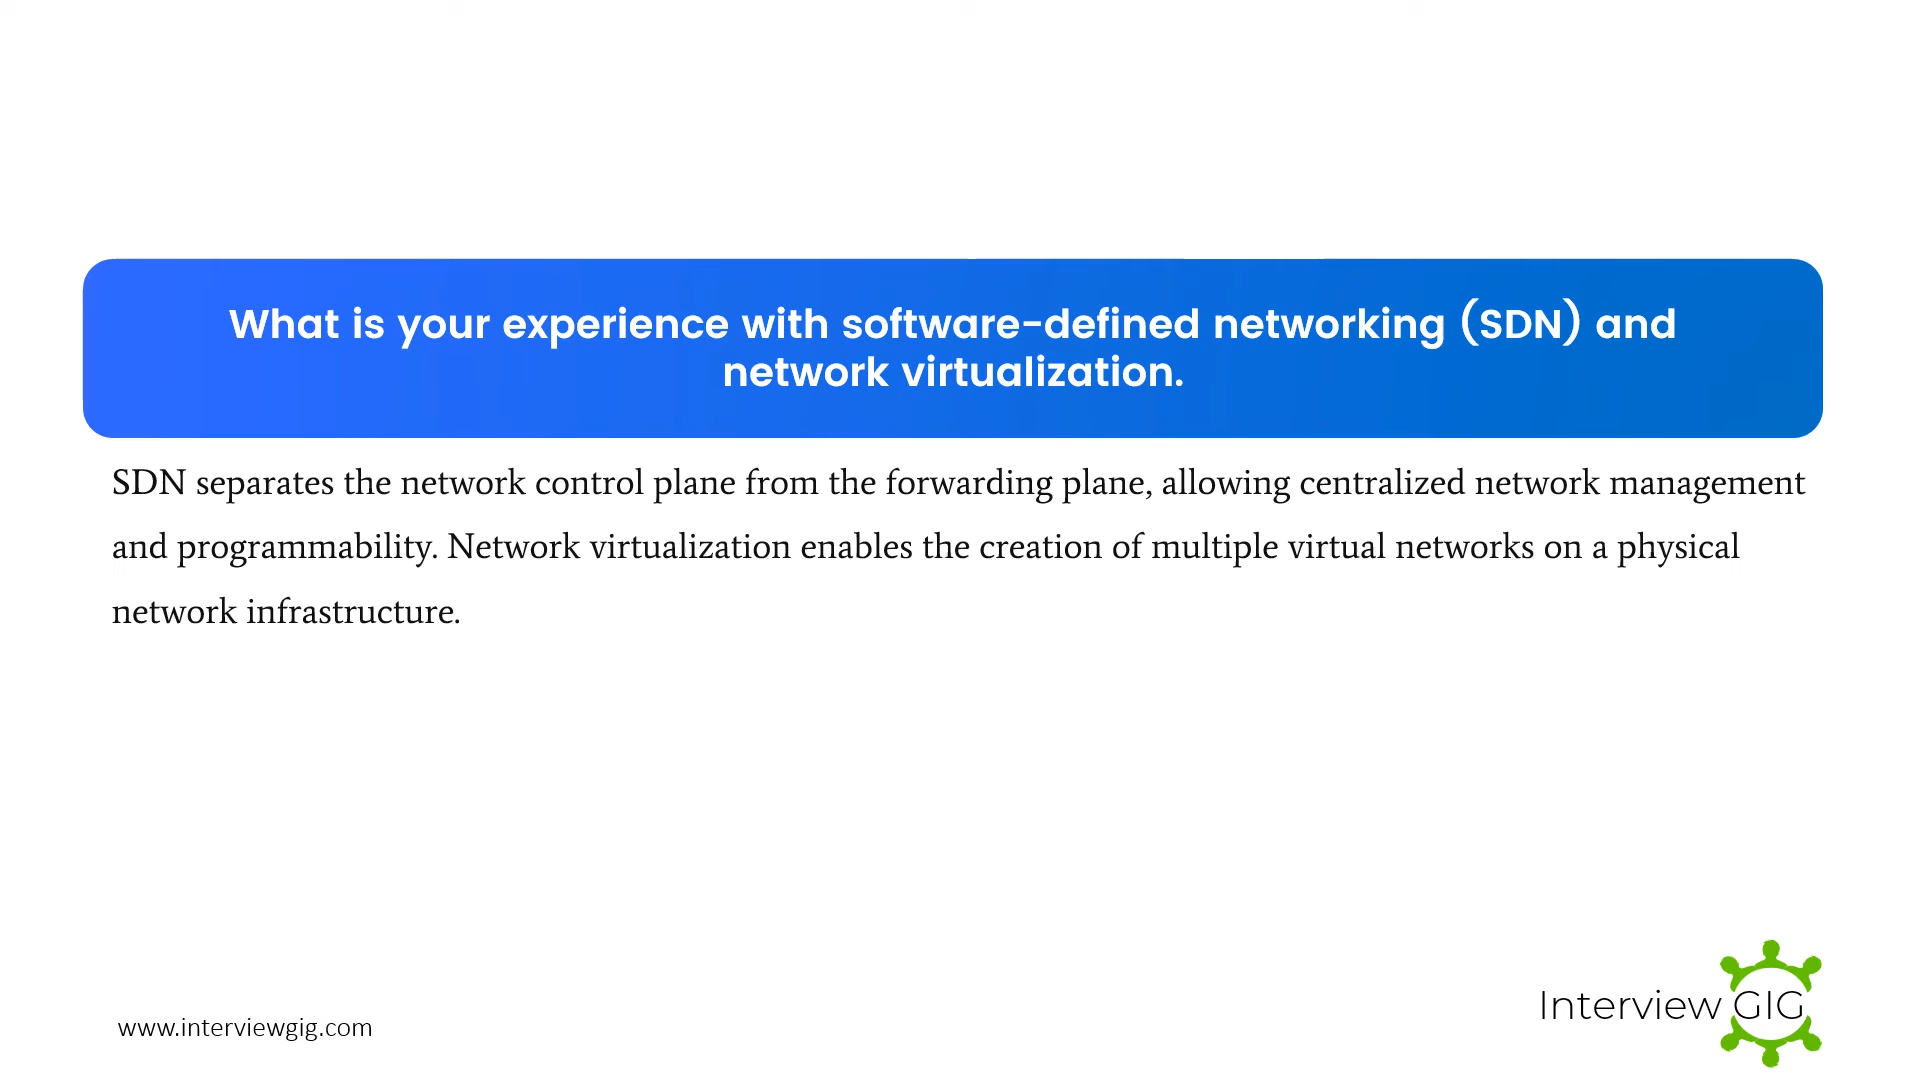 What is your experience with software-defined networking (SDN) and
network virtualization.
SDN separates the network control plane from the forwarding plane, allowing centralized network management
and programmability. Network virtualization enables the creation of multiple virtual networks on a physical
network infrastructure.
Interview GIG
www.interviewgig.com